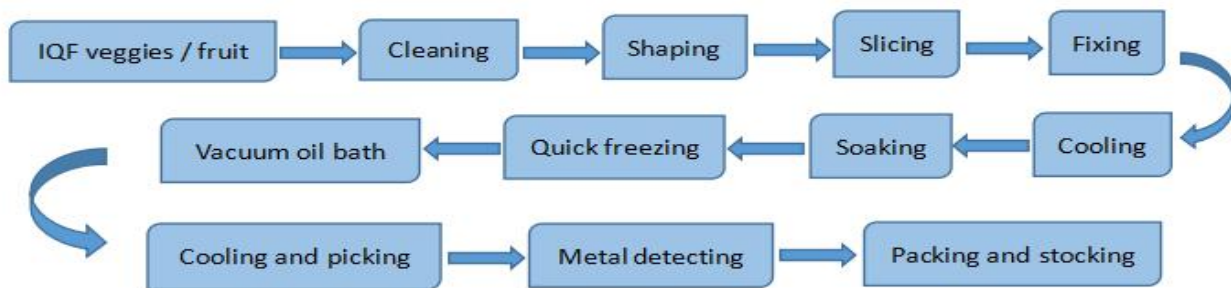 IQF veggies / fruit
Cleaning
Shaping
Slicing
Fixing
Cooling
Soaking
Quick freezing
Vacuum oil bath
Cooling and picking
Metal detecting
Packing and stocking